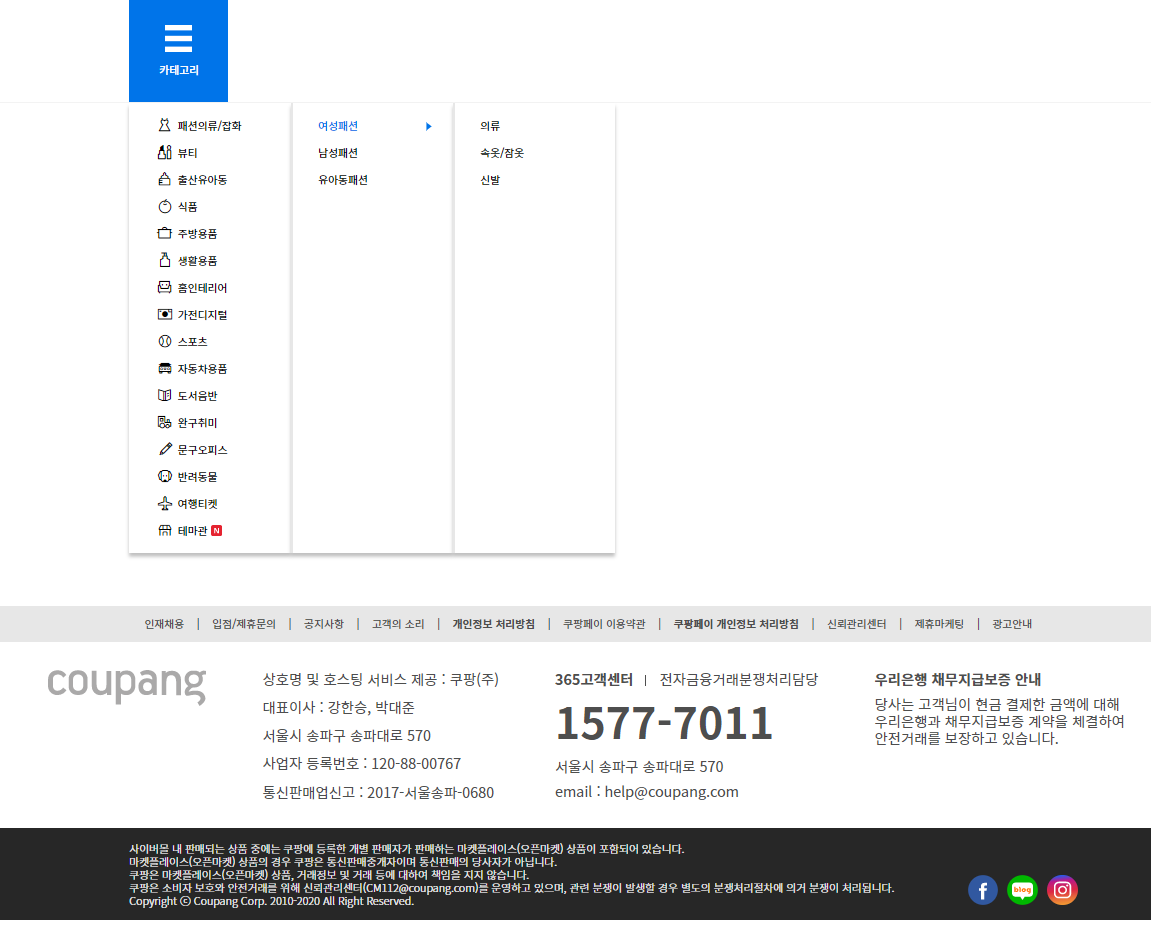 카테고리
패션의류/잡화
뷰티
출산유아동
식품
주방용품
생활용품
홈인테리어
가전디지털
스포츠
자동차용품
도서음반
완구취미
문구오피스
반려동물
여행티켓
테마관 N
여성패션
남성패션
유아동패션
의류
속옷/잠옷
신발
인재채용 | 입점/제휴문의 | 공지사항 | 고객의 소리 | 개인정보 처리방침 | 쿠팡페이 이용약관 | 쿠팡페이 개인정보 처리방침 | 신뢰관리센터 | 제휴마케팅 | 광고안내
coupang
상호명 및 호스팅 서비스 제공 : 쿠팡(주)
대표이사 : 강한승, 박대준
서울시 송파구 송파대로 570
사업자 등록번호 : 120-88-00767
통신판매업신고 : 2017-서울송파-0680
365고객센터 | 전자금융거래분쟁처리담당
1577-7011
서울시 송파구 송파대로 570
email : help@coupang.com
우리은행 채무지급보증 안내
당사는 고객님이 현금 결제한 금액에 대해
우리은행과 채무지급보증 계약을 체결하여
안전거래를 보장하고 있습니다.
사이버몰 내 판매되는 상품 중에는 쿠팡에 등록한 개별 판매자가 판매하는 마켓플레이스(오픈마켓) 상품이 포함되어 있습니다.
마켓플레이스(오픈마켓) 상품의 경우 쿠팡은 통신판매중개자이며 통신판매의 당사자가 아닙니다.
쿠팡은 마켓플레이스(오픈마켓) 상품, 거래정보 및 거래 등에 대하여 책임을 지지 않습니다.
쿠팡은 소비자 보호와 안전거래를 위해 신뢰관리센터(CM112@coupang.com)를 운영하고 있으며, 관련 분쟁이 발생할 경우 별도의 분쟁처리절차에 의거 분쟁이 처리됩니다.
Copyright ⓒ Coupang Corp. 2010-2020 All Right Reserved.
f
blog